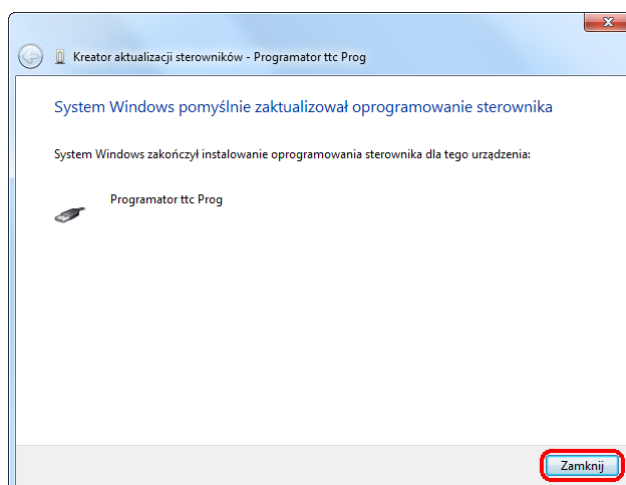 Kreator aktualizacji sterowników - Programator ttc Prog
System Windows pomyślnie zaktualizował oprogramowanie sterownika
System Windows zakończył instalowanie oprogramowania sterownika dla tego urządzenia:
Programator ttc Prog
Zamknij